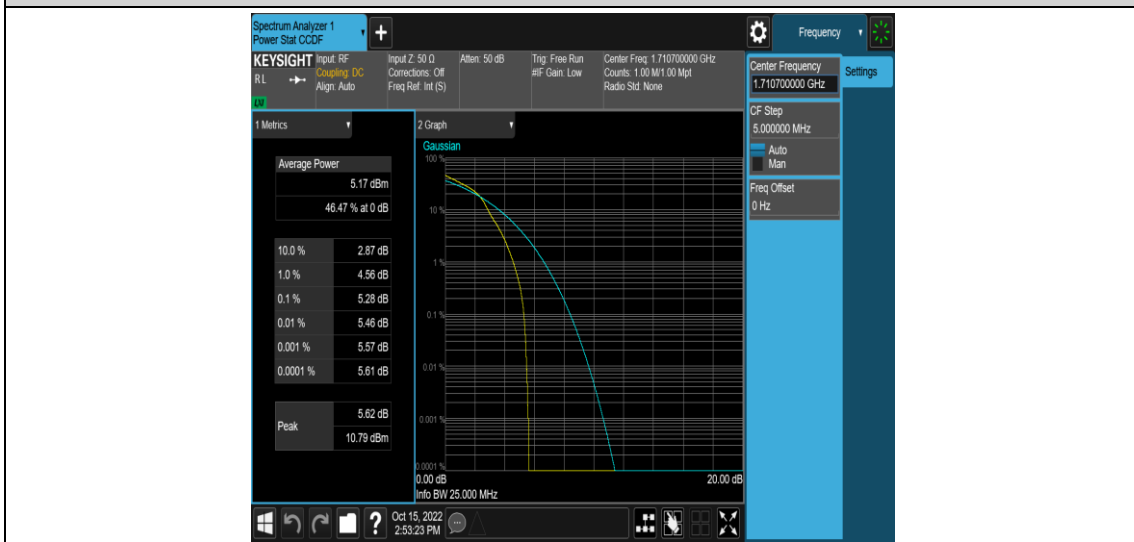 Spectrum Analyzer 1
Power Stat CCDF
+
Frequency
KEYSIGHT
RL
LXI
Input: RF
Coupling: DC
Align: Auto
Input Z: 50 Ω
Corrections: Off
Freq Ref: Int (S)
Atten: 50 dB
Trig: Free Run
#IF Gain: Low
Center Freq: 1.710700000 GHz
Counts: 1.00 M/1.00 Mpt
Radio Std: None
Center Frequency
1.710700000 GHz
Settings
CF Step
5.000000 MHz
Auto
Man
Freq Offset
0 Hz
1 Metrics
Average Power
5.17 dBm
46.47 % at 0 dB
10.0 % 2.87 dB
1.0 % 4.56 dB
0.1 % 5.28 dB
0.01 % 5.46 dB
0.001 % 5.57 dB
0.0001 % 5.61 dB
Peak
5.62 dB
10.79 dBm
2 Graph
Gaussian
100 %
10 %
1 %
0.1 %
0.01 %
0.001 %
0.0001 %
0.00 dB 20.00 dB
Info BW 25.000 MHz
?
Oct 15, 2022
2:53:23 PM